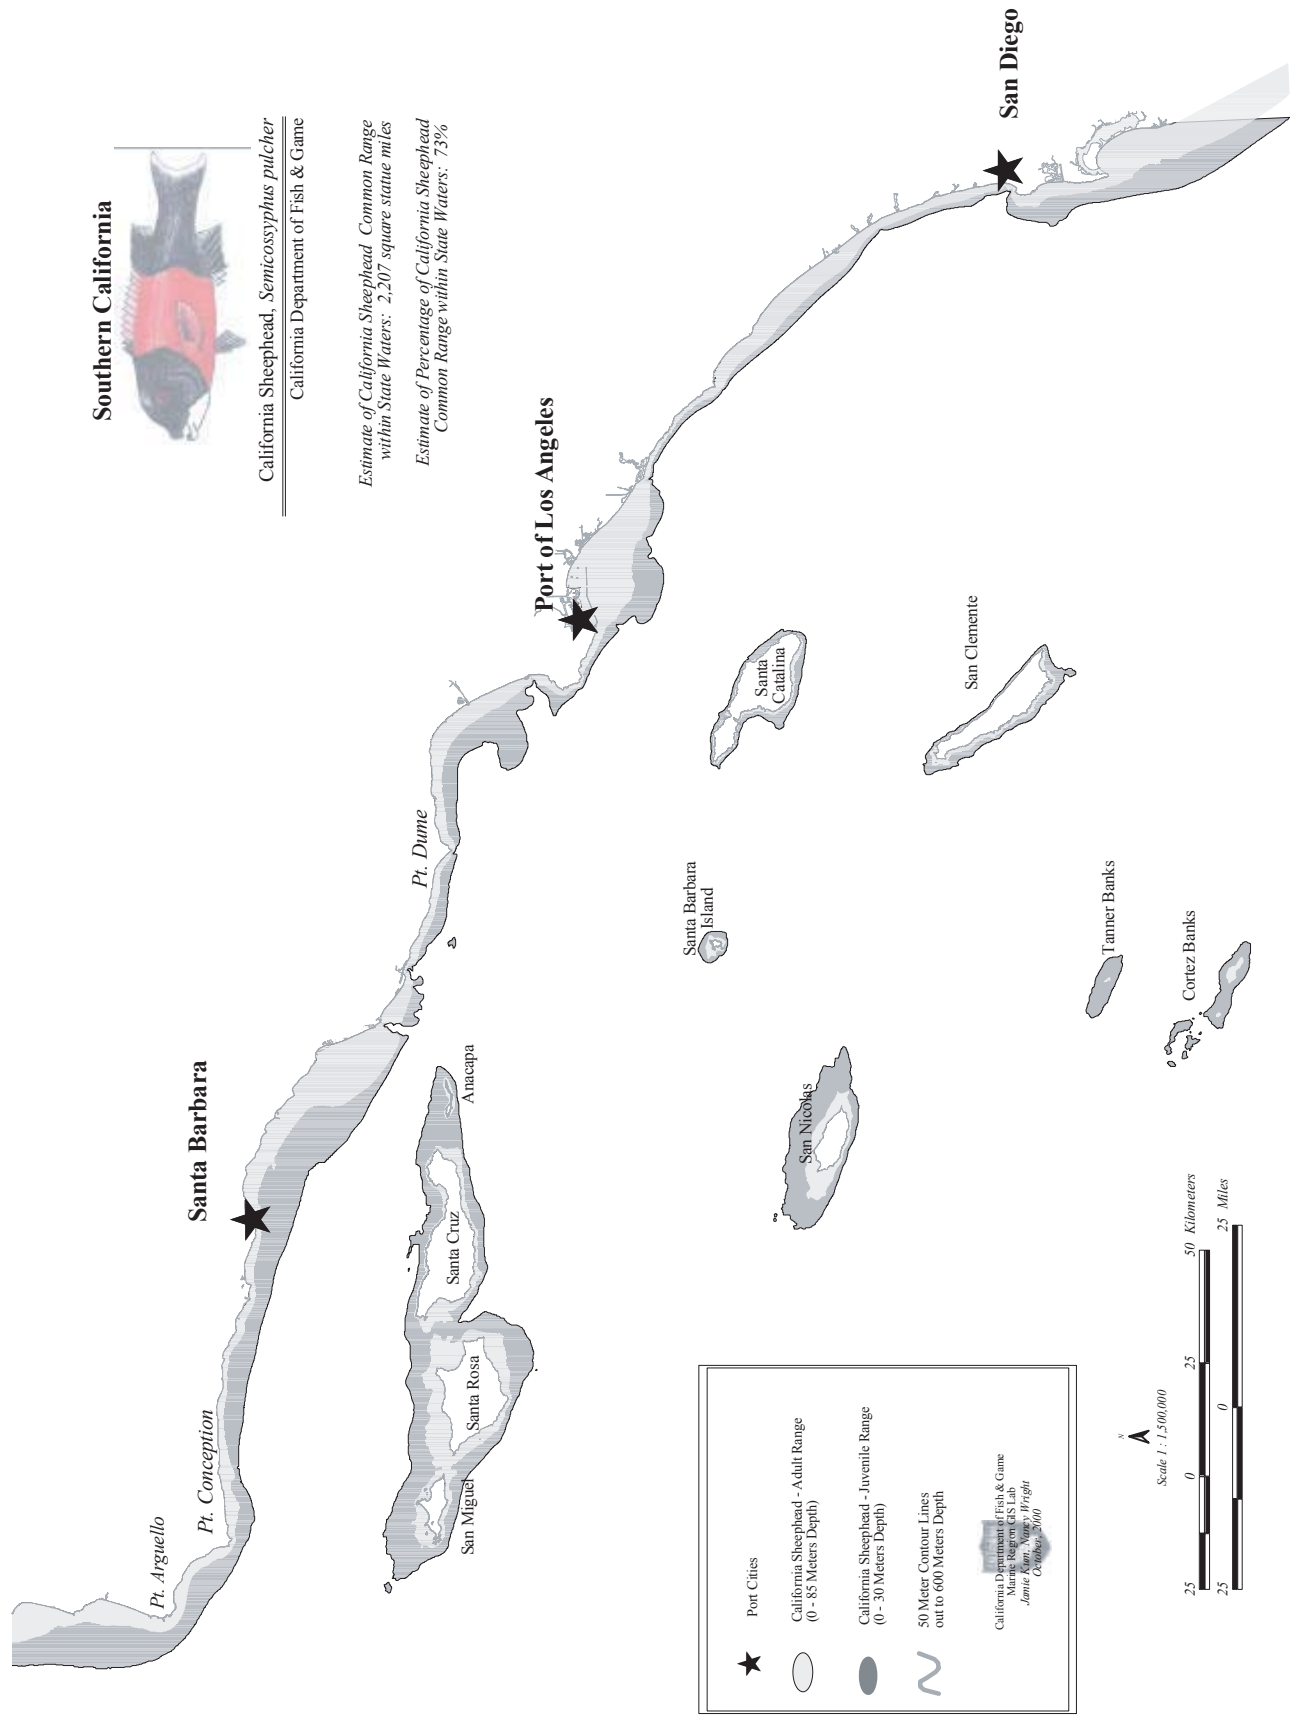 Southern California
California Sheephead, Semicossyphus pulcher
California Department of Fish & Game
Estimate of California Sheephead Common Range
within State Waters: 2,207 square statue miles
Estimate of Percentage of California Sheephead
Common Range within State Waters: 73%
Pt. Arguello
Pt. Conception
Santa Barbara
Pt. Dume
Port of Los Angeles
San Diego
San Miguel
Santa Rosa
Santa Cruz
Anacapa
Santa Barbara
Island
Santa
Catalina
San Nicolas
San Clemente
Tanner Banks
Cortez Banks
Port Cities
California Sheephead - Adult Range
(0 - 85 Meters Depth)
California Sheephead - Juvenile Range
(0 - 30 Meters Depth)
50 Meter Contour Lines
out to 600 Meters Depth
California Department of Fish & Game
Marine Region GIS Lab
Jamie Kum, Nancy Wright
October, 2000
N
Scale 1 : 1,500,000
25 0 25 50 Kilometers
25 0 25 Miles